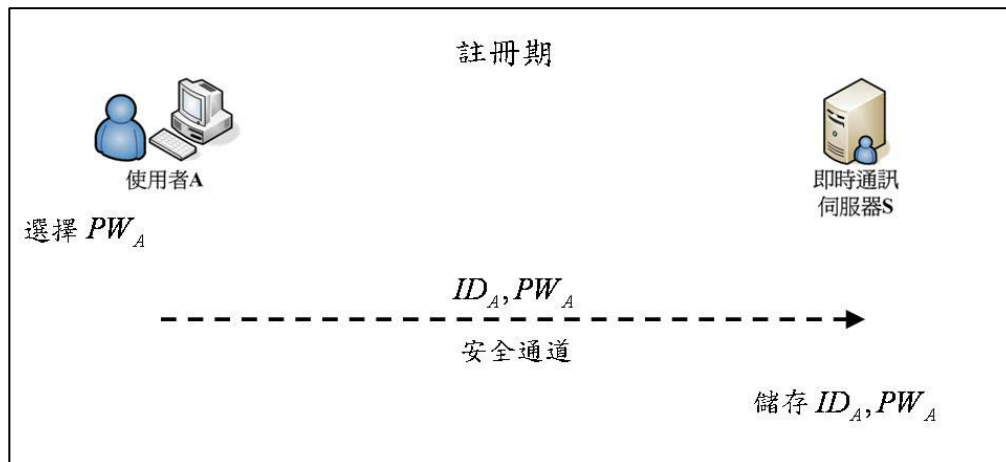 註冊期
使用者A
即時通訊
伺服器S
選擇 PW_A
ID_A, PW_A
安全通道
儲存 ID_A, PW_A